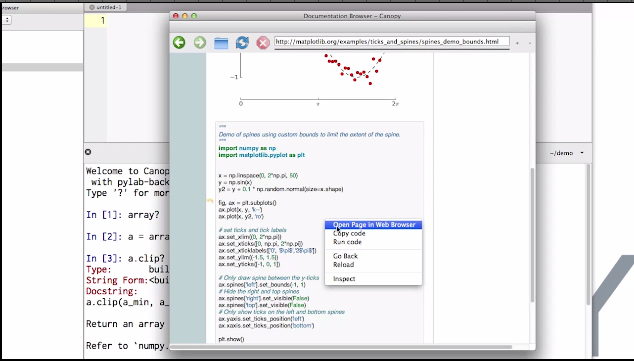 rowser
untitled-1
1
Documentation Browser – Canopy
http://matplotlib.org/examples/ticks_and_spines/spines_demo_bounds.html
−1
0
π
2π
"""
Demo of spines using custom bounds to limit the extent of the spine.
"""
import numpy as np
import matplotlib.pyplot as plt
x = np.linspace(0, 2*np.pi, 50)
y = np.sin(x)
y2 = y + 0.1 * np.random.normal(size=x.shape)
fig, ax = plt.subplots()
ax.plot(x, y, 'k--')
ax.plot(x, y2, 'ro')
# set ticks and tick labels
ax.set_xlim((0, 2*np.pi))
ax.set_xticks([0, np.pi, 2*np.pi])
ax.set_xticklabels(['0', '$\pi$','2$\pi$'])
ax.set_ylim((-1.5, 1.5))
ax.set_yticks([-1, 0, 1])
# Only draw spine between the y-ticks
ax.spines['left'].set_bounds(-1, 1)
# Hide the right and top spines
ax.spines['right'].set_visible(False)
ax.spines['top'].set_visible(False)
# Only show ticks on the left and bottom spines
ax.yaxis.set_ticks_position('left')
ax.xaxis.set_ticks_position('bottom')
plt.show()
Open Page in Web Browser
Copy code
Run code
Go Back
Reload
Inspect
~/demo
Welcome to Canop
with pylab-back
Type '?' for mor
In [1]: array?
In [2]: a = arra
In [3]: a.clip?
Type: buil
String Form:<bui
Docstring:
a.clip(a_min, a_
Return an array
Refer to `numpy.